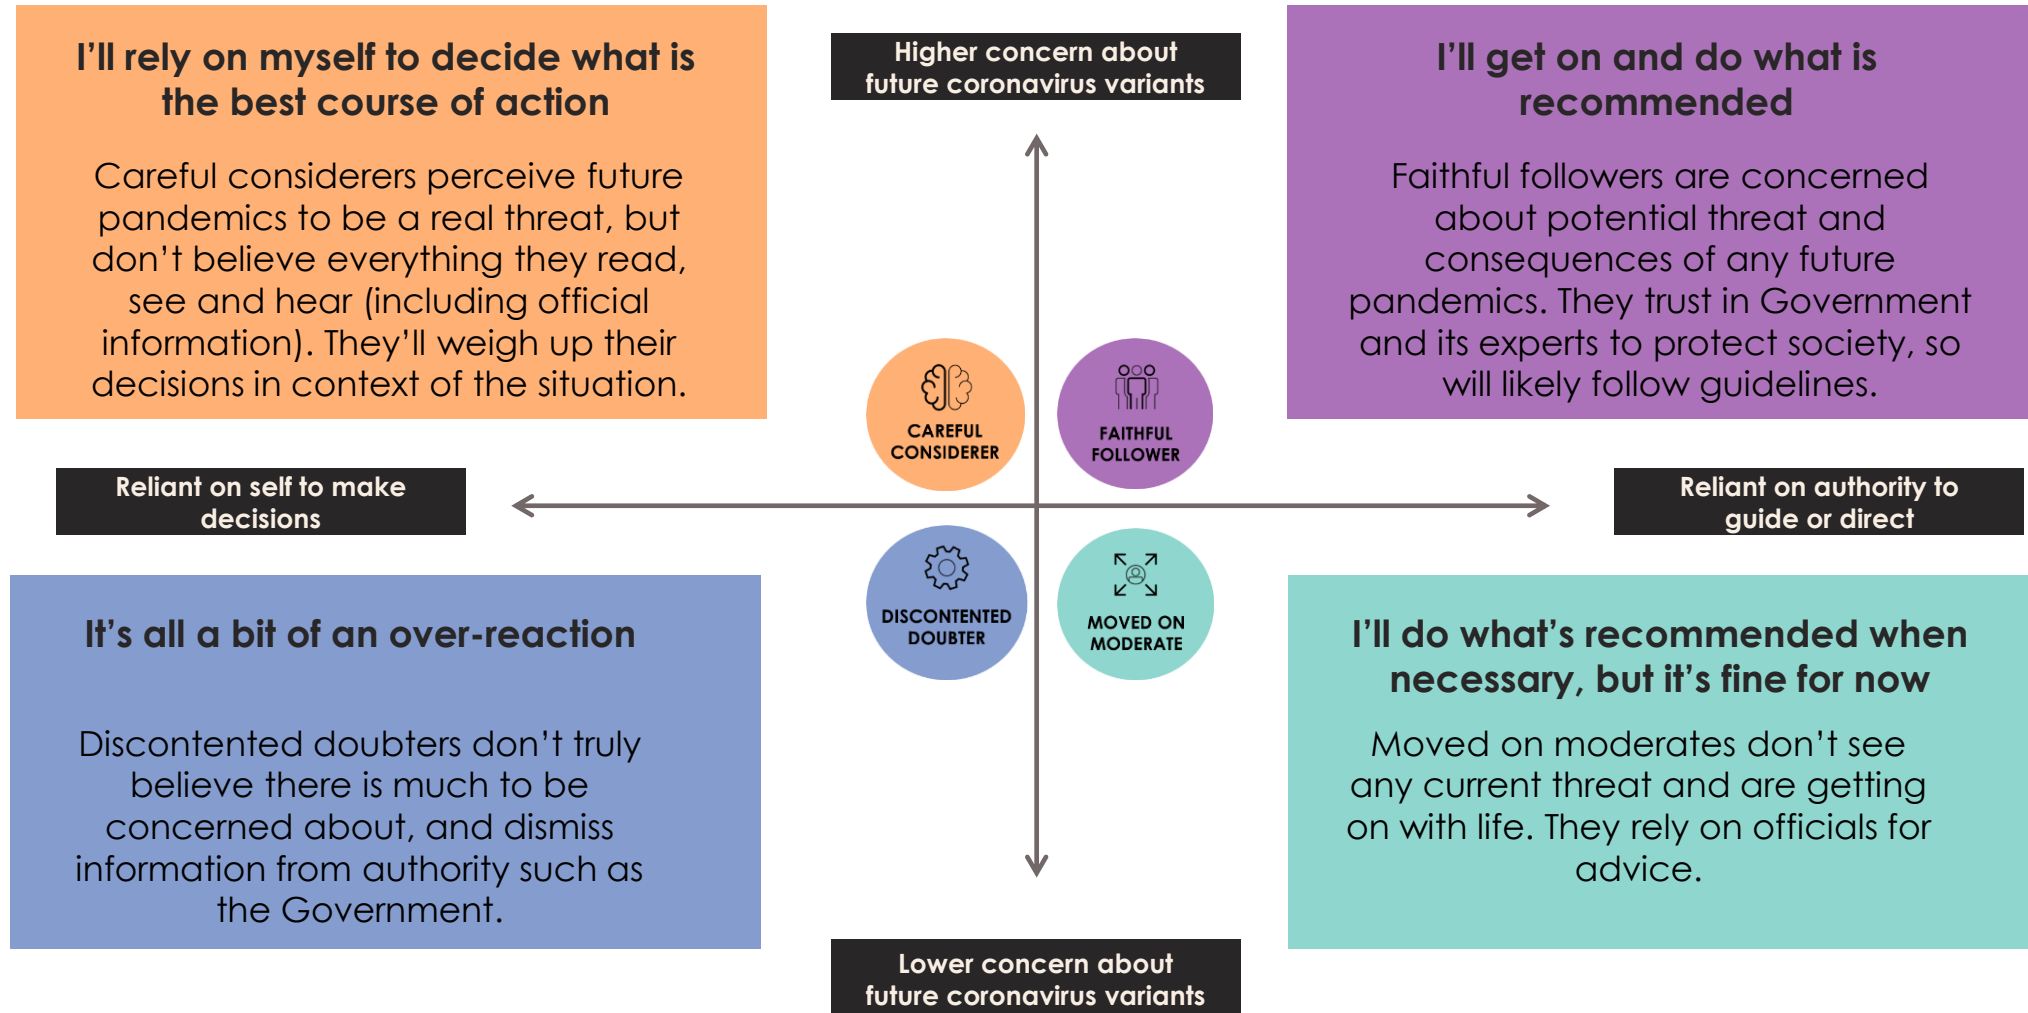 I'll rely on myself to decide what is
the best course of action
Careful considerers perceive future
pandemics to be a real threat, but
don't believe everything they read,
see and hear (including official
information). They'll weigh up their
decisions in context of the situation.
Higher concern about
future coronavirus variants
I'll get on and do what is
recommended
Faithful followers are concerned
about potential threat and
consequences of any future
pandemics. They trust in Government
and its experts to protect society, so
will likely follow guidelines.
CAREFUL
CONSIDERER
FAITHFUL
FOLLOWER
Reliant on self to make
decisions
Reliant on authority to
guide or direct
DISCONTENTED
DOUBTER
MOVED ON
MODERATE
It's all a bit of an over-reaction
Discontented doubters don't truly
believe there is much to be
concerned about, and dismiss
information from authority such as
the Government.
I'll do what's recommended when
necessary, but it's fine for now
Moved on moderates don't see
any current threat and are getting
on with life. They rely on officials for
advice.
Lower concern about
future coronavirus variants